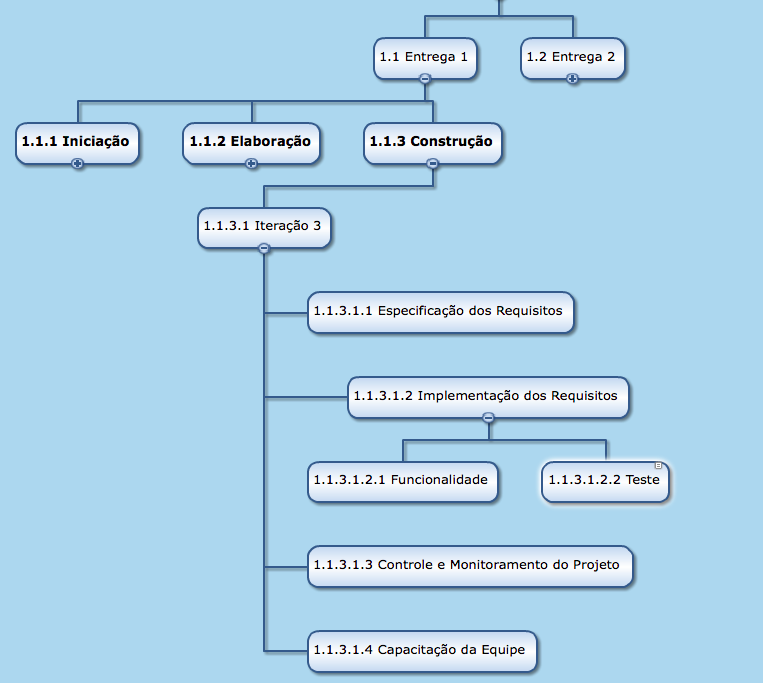 1.1 Entrega 1
1.2 Entrega 2
1.1.1 Iniciação
1.1.2 Elaboração
1.1.3 Construção
1.1.3.1 Iteração 3
1.1.3.1.1 Especificação dos Requisitos
1.1.3.1.2 Implementação dos Requisitos
1.1.3.1.2.1 Funcionalidade
1.1.3.1.2.2 Teste
1.1.3.1.3 Controle e Monitoramento do Projeto
1.1.3.1.4 Capacitação da Equipe